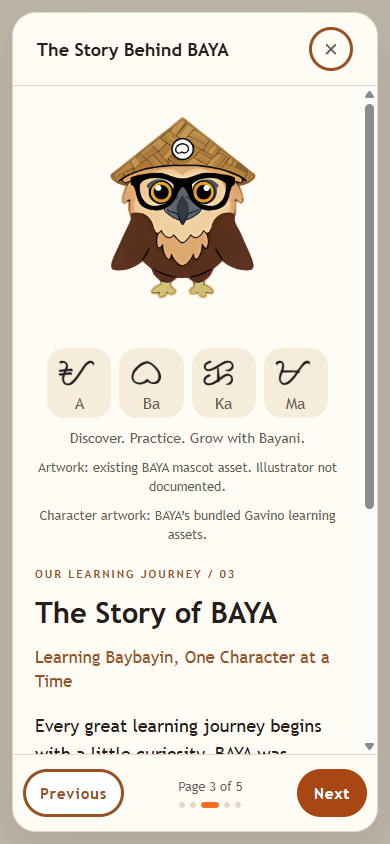 The Story Behind BAYA
ᜀ ᜊ ᜃ ᜋ
A Ba Ka Ma
Discover. Practice. Grow with Bayani.
Artwork: existing BAYA mascot asset. Illustrator not
documented.
Character artwork: BAYA’s bundled Gavino learning
assets.
OUR LEARNING JOURNEY / 03
The Story of BAYA
Learning Baybayin, One Character at a
Time
Every great learning journey begins
with a little curiosity. BAYA was
Previous
Page 3 of 5
Next